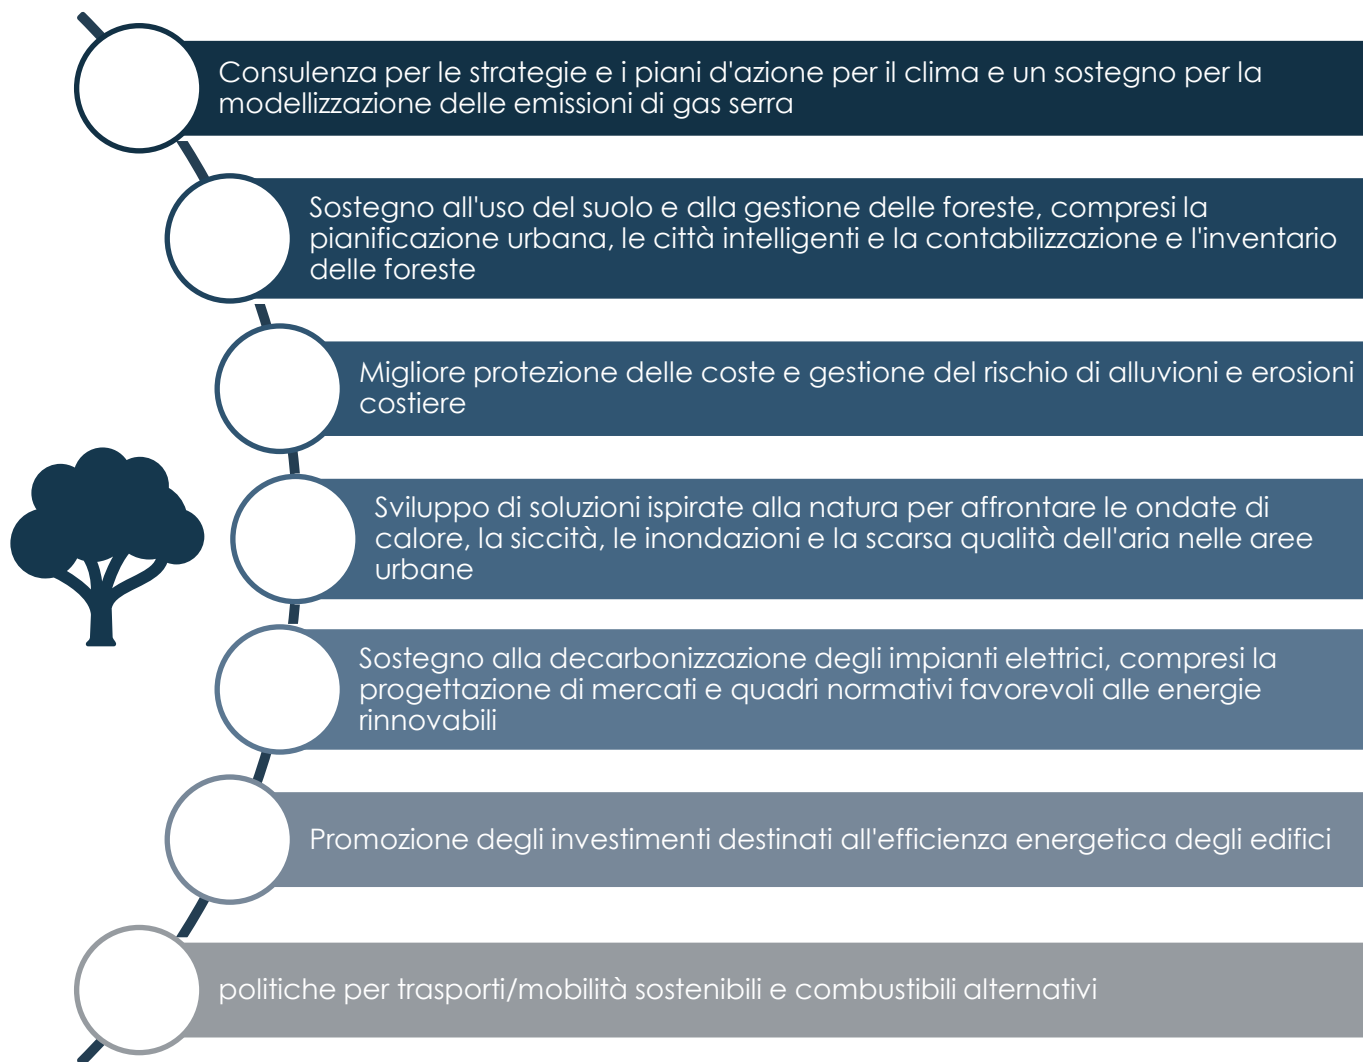 Consulenza per le strategie e i piani d'azione per il clima e un sostegno per la
modellizzazione delle emissioni di gas serra
Sostegno all'uso del suolo e alla gestione delle foreste, compresi la
pianificazione urbana, le città intelligenti e la contabilizzazione e l'inventario
delle foreste
Migliore protezione delle coste e gestione del rischio di alluvioni e erosioni
costiere
Sviluppo di soluzioni ispirate alla natura per affrontare le ondate di
calore, la siccità, le inondazioni e la scarsa qualità dell'aria nelle aree
urbane
Sostegno alla decarbonizzazione degli impianti elettrici, compresi la
progettazione di mercati e quadri normativi favorevoli alle energie
rinnovabili
Promozione degli investimenti destinati all'efficienza energetica degli edifici
politiche per trasporti/mobilità sostenibili e combustibili alternativi